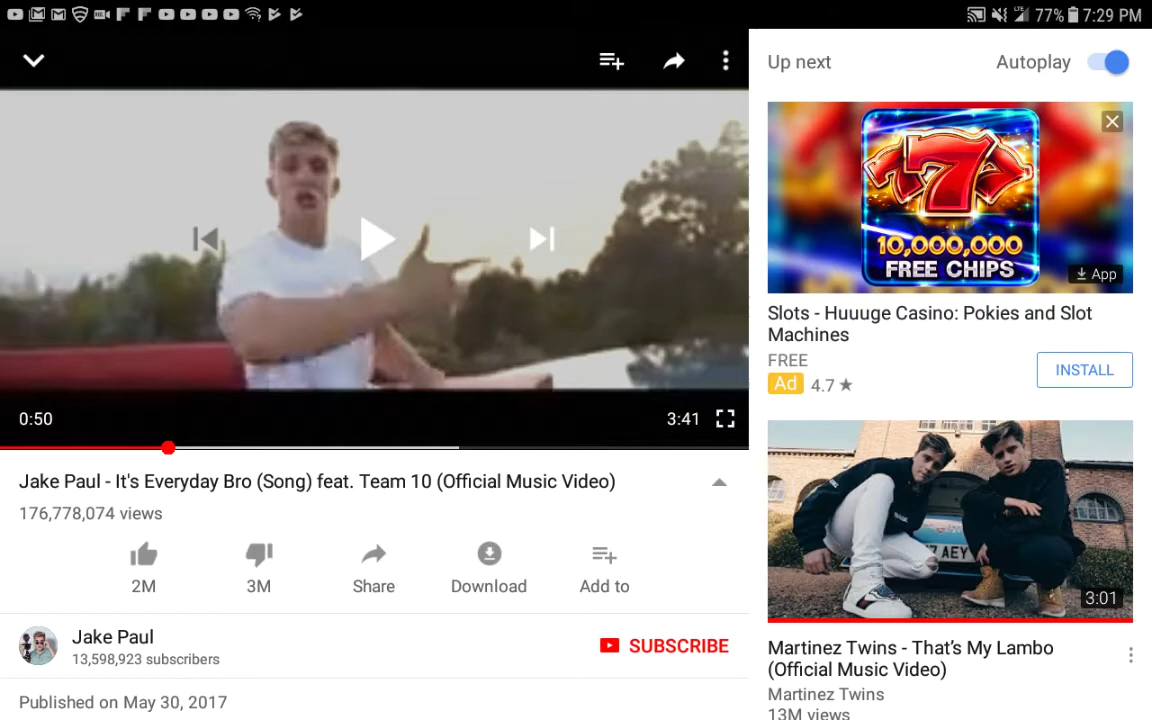 LTE 77% 7:29 PM
Up next
Autoplay
10,000,000
FREE CHIPS
App
Slots - Huuuge Casino: Pokies and Slot
Machines
FREE
Ad 4.7 ★
INSTALL
0:50
3:41
Jake Paul - It's Everyday Bro (Song) feat. Team 10 (Official Music Video)
176,778,074 views
2M
3M
Share
Download
Add to
Jake Paul
13,598,923 subscribers
SUBSCRIBE
Published on May 30, 2017
7 AEY
3:01
Martinez Twins - That’s My Lambo
(Official Music Video)
Martinez Twins
13M views